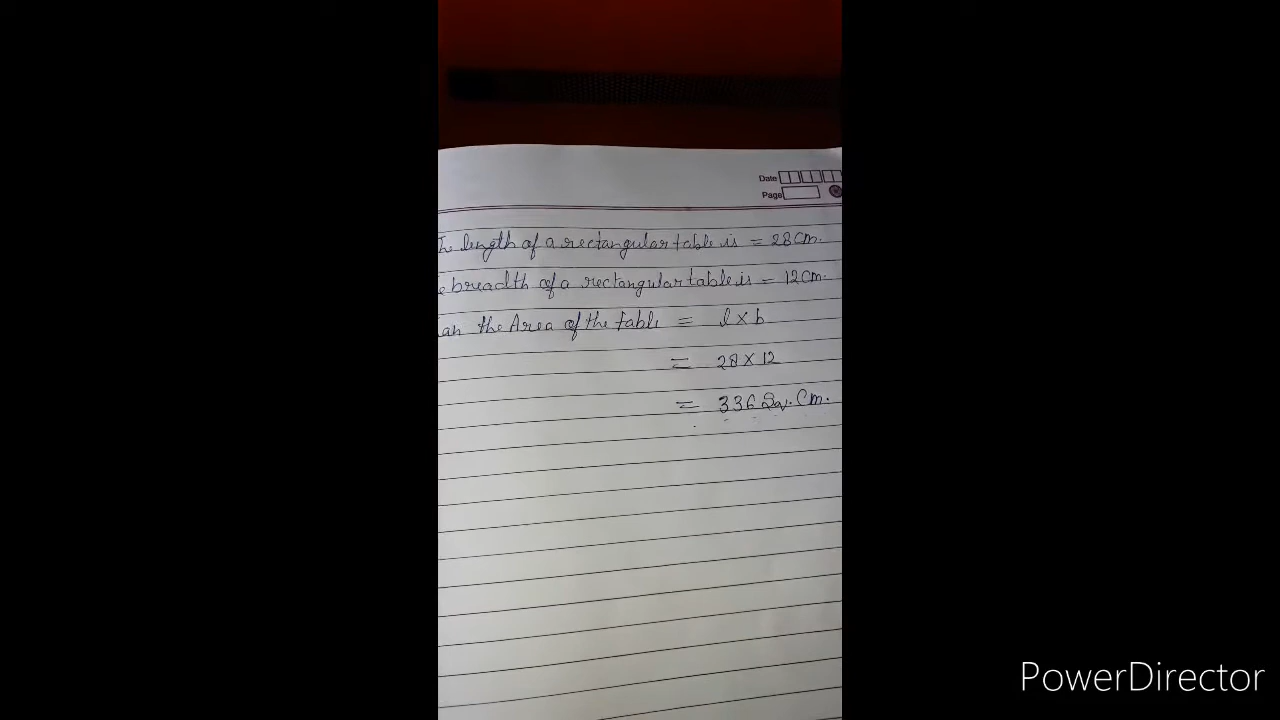 Date
Page
The length of a rectangular table is = 28 Cm.
e breadth of a rectangular table is = 12 Cm.
an the Area of the table = l × b
= 28 × 12
= 336 Sq. Cm.
PowerDirector